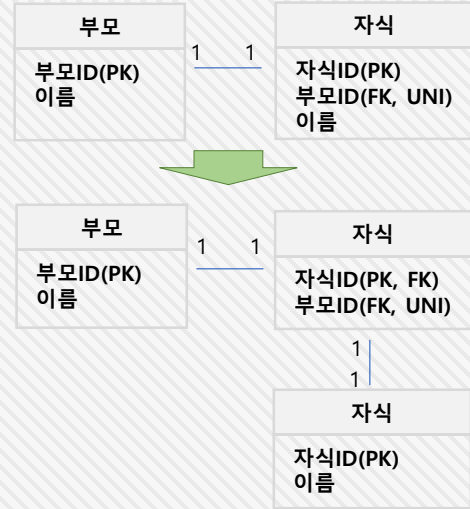 부모
부모ID(PK)
이름
1 1
자식
자식ID(PK)
부모ID(FK, UNI)
이름
부모
부모ID(PK)
이름
1 1
자식
자식ID(PK, FK)
부모ID(FK, UNI)
1
1
자식
자식ID(PK)
이름